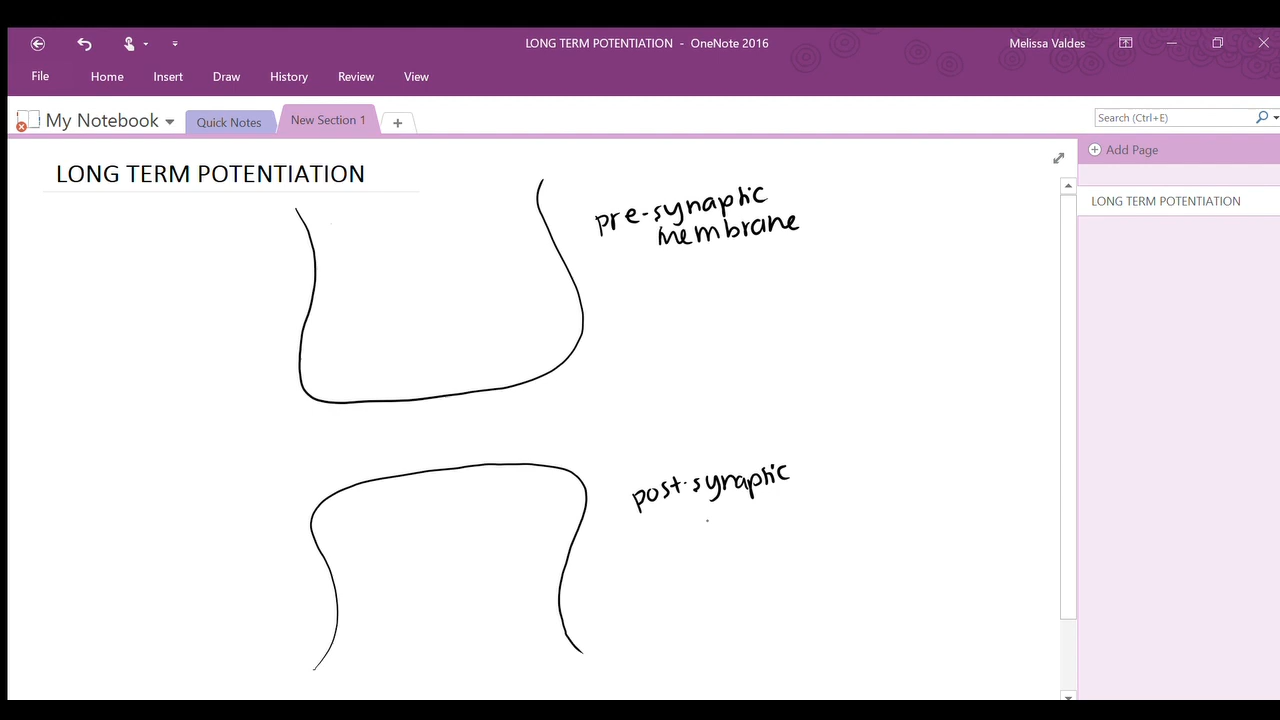 LONG TERM POTENTIATION - OneNote 2016
Melissa Valdes
File
Home
Insert
Draw
History
Review
View
My Notebook
Quick Notes
New Section 1
Search (Ctrl+E)
Add Page
LONG TERM POTENTIATION
LONG TERM POTENTIATION
pre-synaptic
membrane
post-synaptic